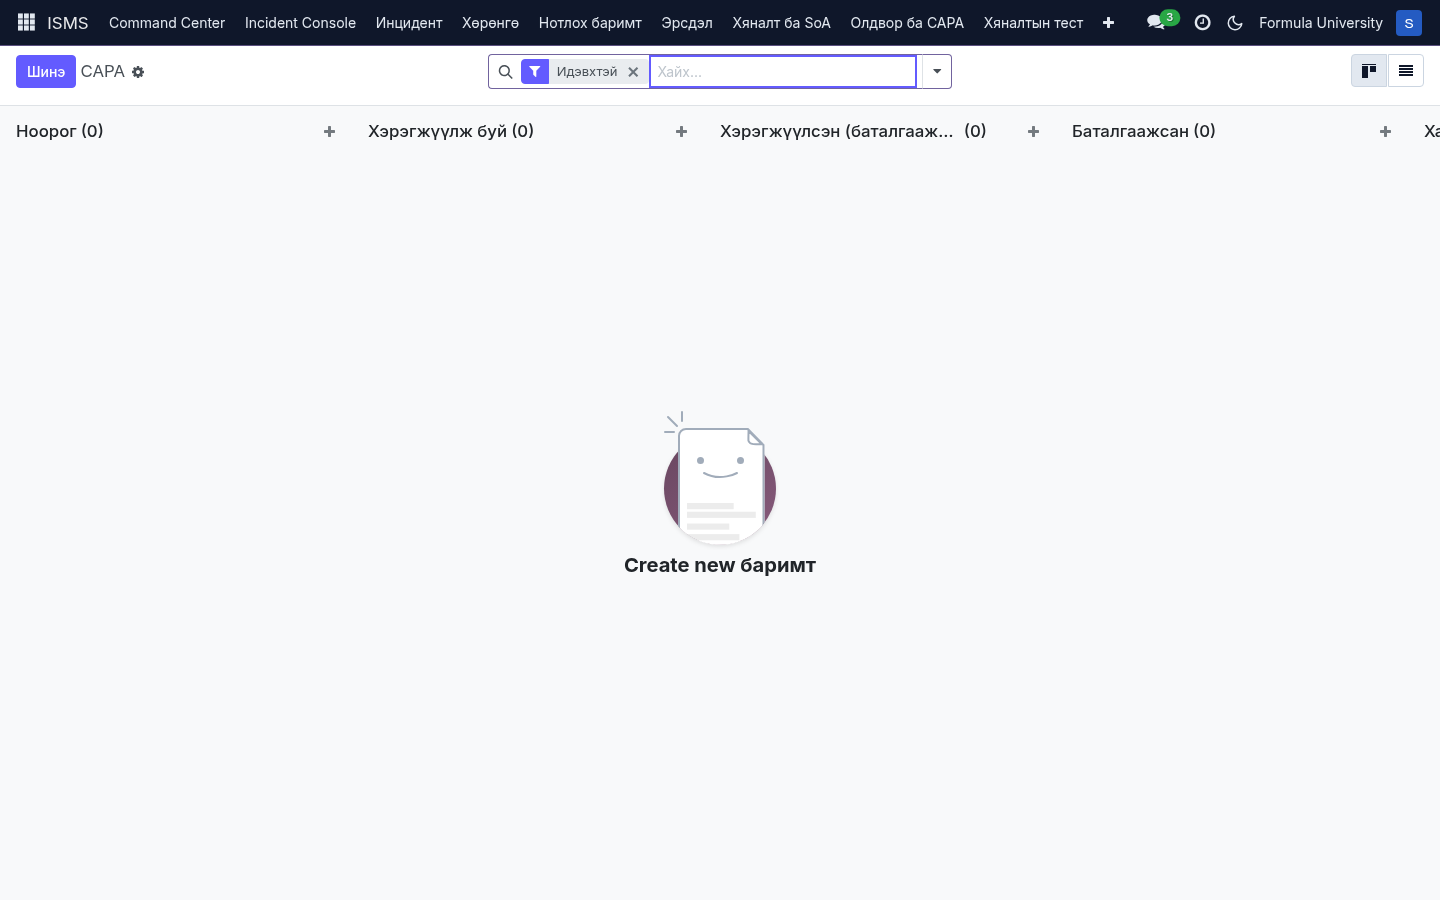 ISMS Command Center Incident Console Инцидент Хөрөнгө Нотлох баримт Эрсдэл Хяналт ба SoA Олдвор ба CAPA Хяналтын тест 3 Formula University S
Шинэ CAPA Идэвхтэй Хайх...
Ноорог (0) Хэрэгжүүлж буй (0) Хэрэгжүүлсэн (баталгааж... (0) Баталгаажсан (0) Ха
Create new баримт